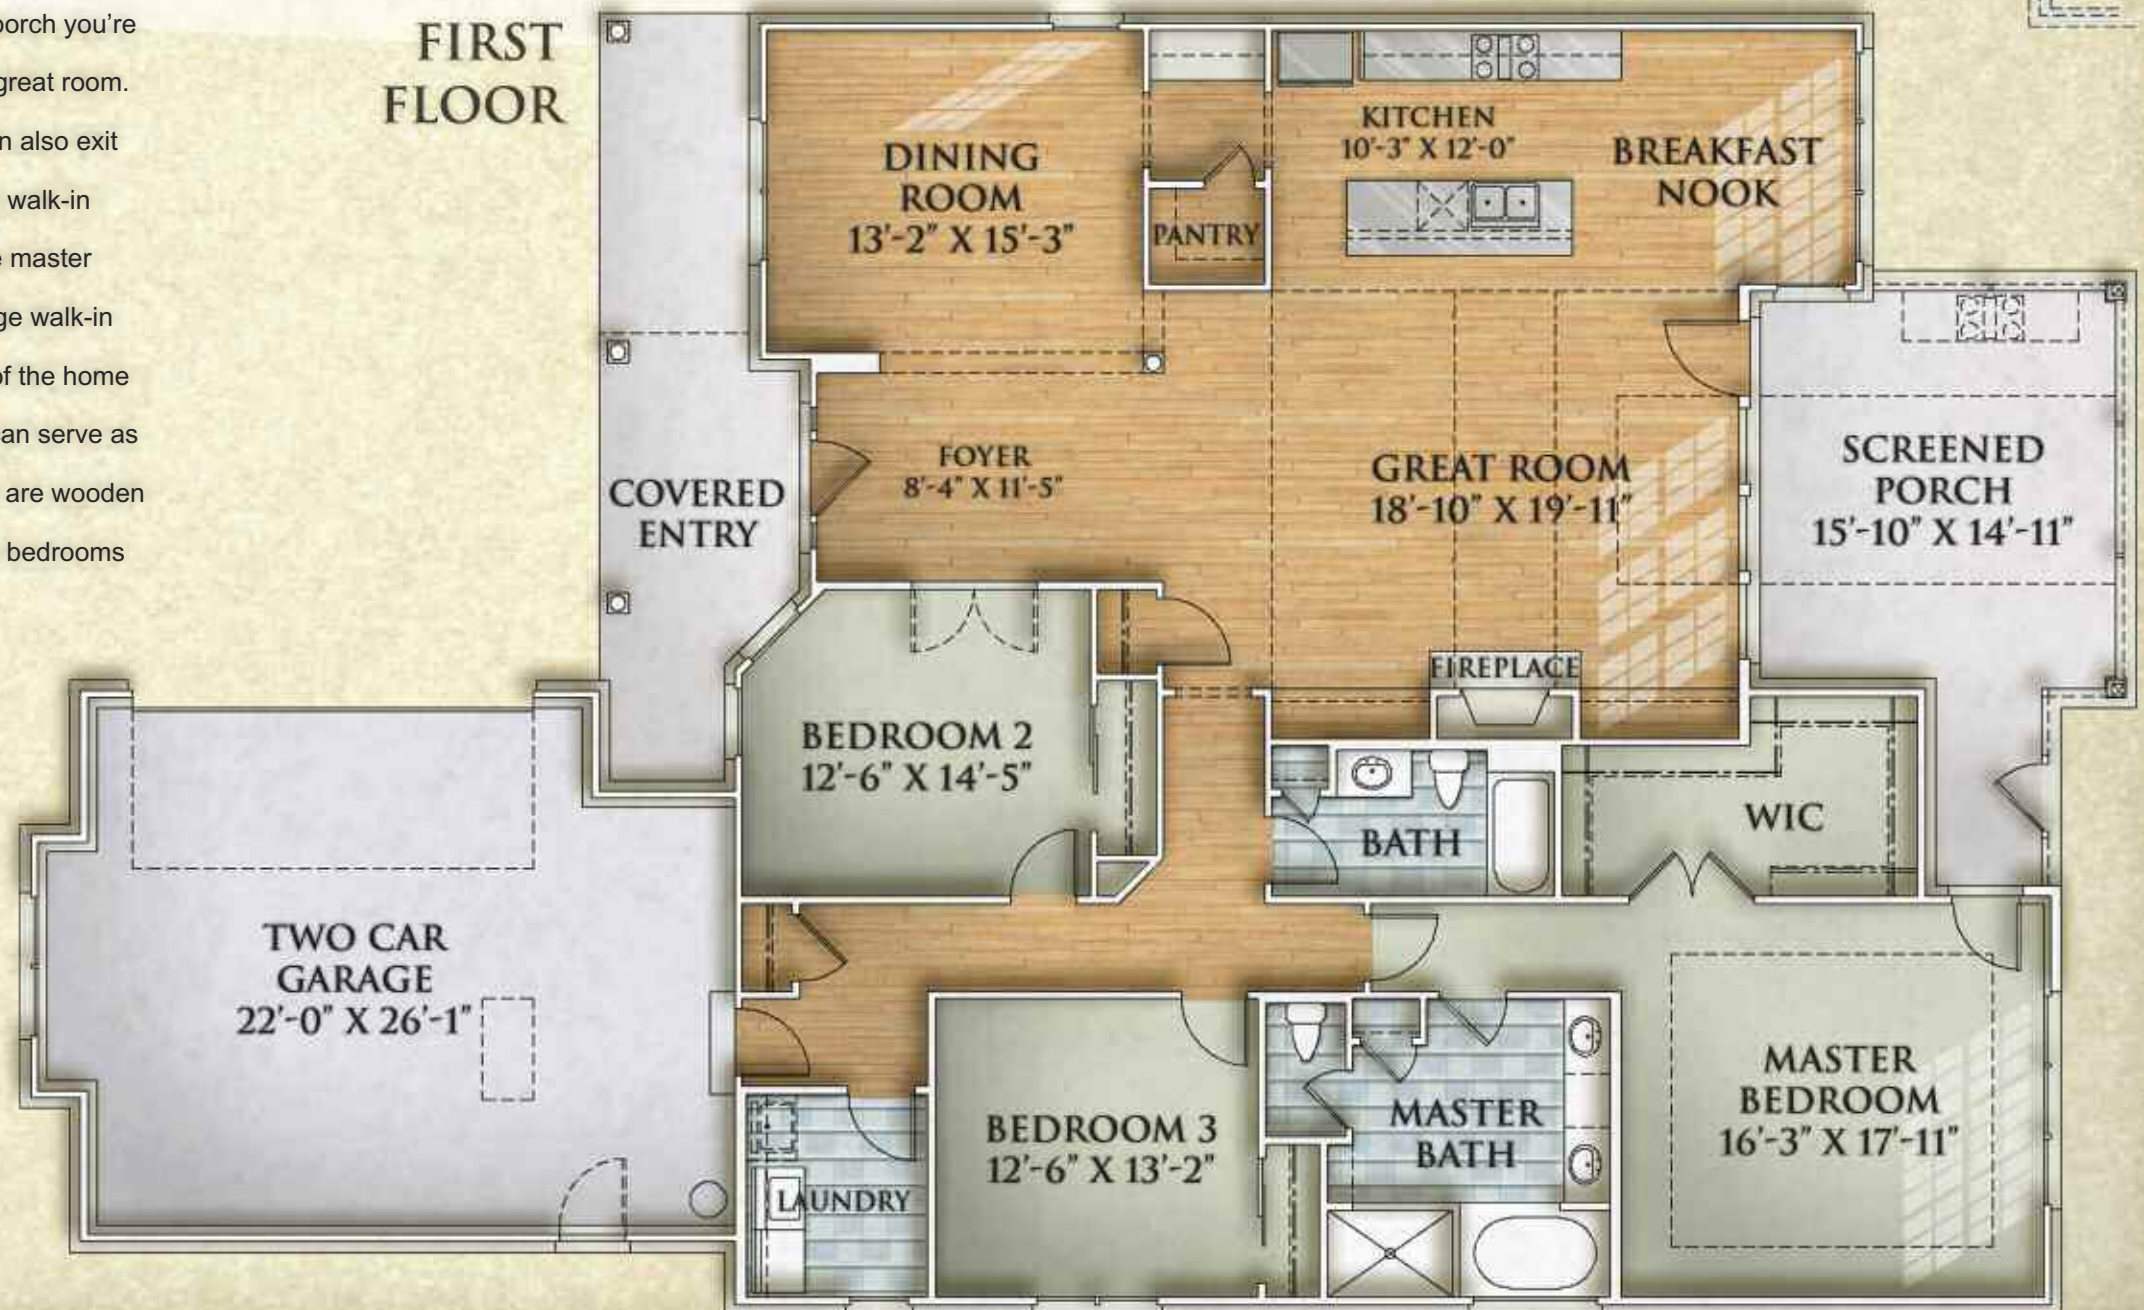 porch you're
great room.
n also exit
walk-in
e master
ge walk-in
of the home
can serve as
are wooden
bedrooms
FIRST
FLOOR
DINING
ROOM
13'-2" X 15'-3"
PANTRY
KITCHEN
10'-3" X 12'-0"
BREAKFAST
NOOK
COVERED
ENTRY
FOYER
8'-4" X 11'-5"
GREAT ROOM
18'-10" X 19'-11"
SCREENED
PORCH
15'-10" X 14'-11"
FIREPLACE
BEDROOM 2
12'-6" X 14'-5"
BATH
WIC
TWO CAR
GARAGE
22'-0" X 26'-1"
LAUNDRY
BEDROOM 3
12'-6" X 13'-2"
MASTER
BATH
MASTER
BEDROOM
16'-3" X 17'-11"